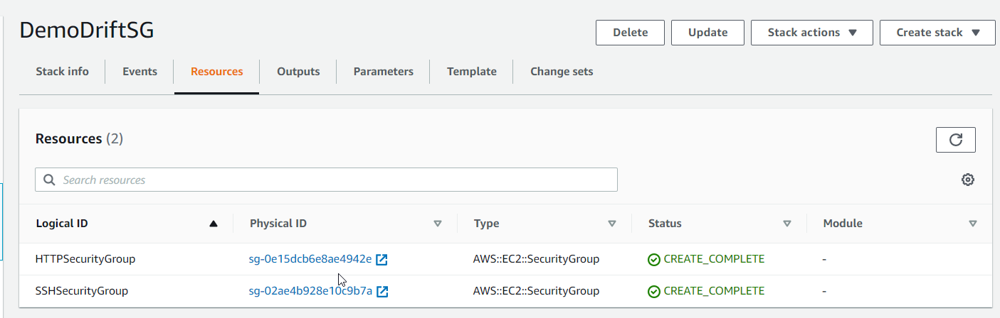 DemoDriftSG
Delete Update Stack actions Create stack
Stack info Events Resources Outputs Parameters Template Change sets
Resources (2)
Search resources
Logical ID Physical ID Type Status Module
HTTPSecurityGroup sg-0e15dcb6e8ae4942e AWS::EC2::SecurityGroup CREATE_COMPLETE -
SSHSecurityGroup sg-02ae4b928e10c9b7a AWS::EC2::SecurityGroup CREATE_COMPLETE -